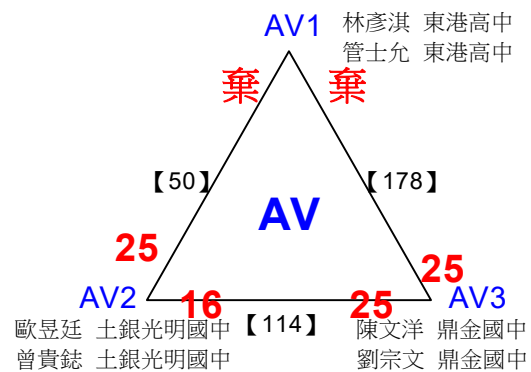 AV1
林彥淇 東港高中
管士允 東港高中
棄 棄
【50】 【178】
AV
25 25
AV2 16 25 AV3
【114】
歐昱廷 土銀光明國中
曾貴鋕 土銀光明國中
陳文洋 鼎金國中
劉宗文 鼎金國中